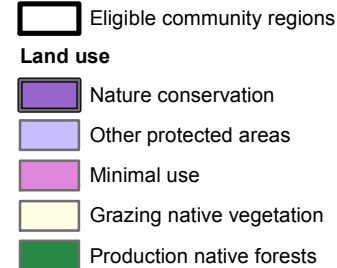 Eligible community regions
Land use
Nature conservation
Other protected areas
Minimal use
Grazing native vegetation
Production native forests